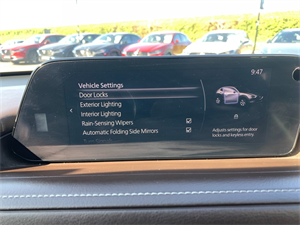 9:47
Vehicle Settings
Door Locks
Exterior Lighting
Interior Lighting
Rain-Sensing Wipers
Automatic Folding Side Mirrors
Adjusts settings for door
locks and keyless entry.